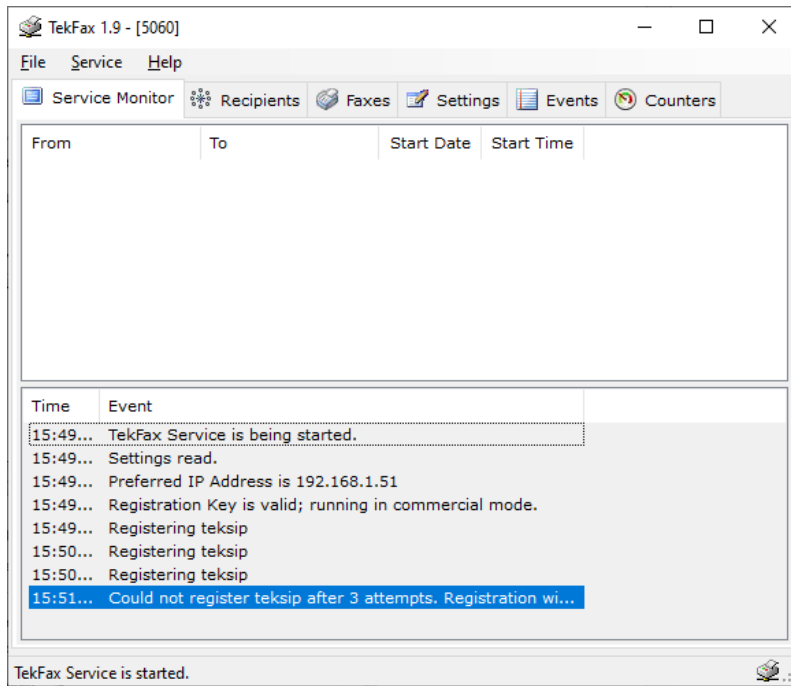 TekFax 1.9 - [5060]
File Service Help
Service Monitor Recipients Faxes Settings Events Counters
From To Start Date Start Time
Time Event
15:49... TekFax Service is being started.
15:49... Settings read.
15:49... Preferred IP Address is 192.168.1.51
15:49... Registration Key is valid; running in commercial mode.
15:49... Registering teksip
15:50... Registering teksip
15:50... Registering teksip
15:51... Could not register teksip after 3 attempts. Registration wi...
TekFax Service is started.